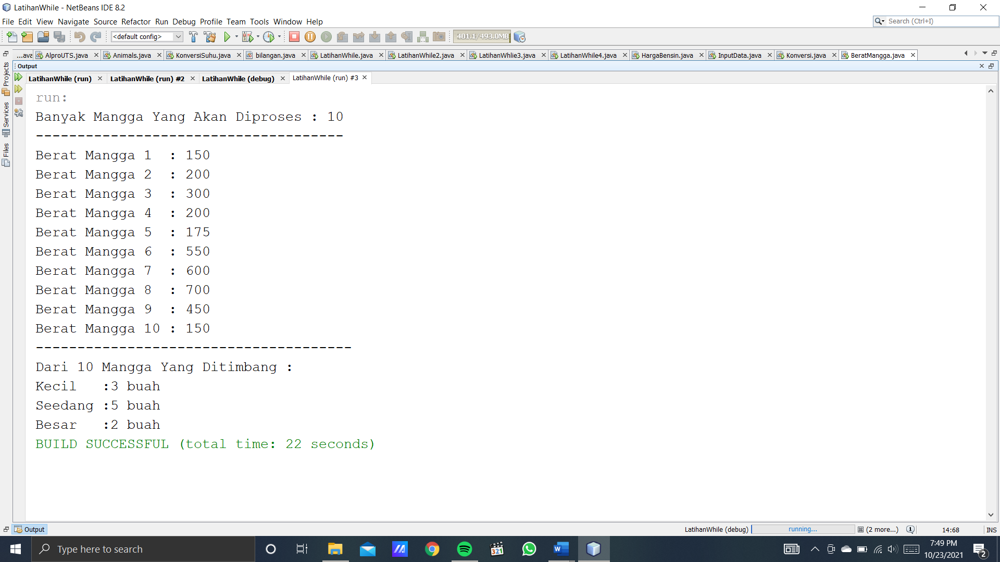 LatihanWhile - NetBeans IDE 8.2
File Edit View Navigate Source Refactor Run Debug Profile Team Tools Window Help
Search (Ctrl+I)
<default config>
401.1/493.0MB
...ava AlproUTS.java Animals.java KonversiSuhu.java bilangan.java LatihanWhile.java LatihanWhile2.java LatihanWhlie3.java LatihanWhile4.java HargaBensin.java InputData.java Konversi.java BeratMangga.java
Output
Projects
Services
Files
LatihanWhile (run) LatihanWhile (run) #2 LatihanWhile (debug) LatihanWhile (run) #3
run:
Banyak Mangga Yang Akan Diproses : 10
-------------------------------------
Berat Mangga 1  : 150
Berat Mangga 2  : 200
Berat Mangga 3  : 300
Berat Mangga 4  : 200
Berat Mangga 5  : 175
Berat Mangga 6  : 550
Berat Mangga 7  : 600
Berat Mangga 8  : 700
Berat Mangga 9  : 450
Berat Mangga 10 : 150
--------------------------------------
Dari 10 Mangga Yang Ditimbang :
Kecil   :3 buah
Seedang :5 buah
Besar   :2 buah
BUILD SUCCESSFUL (total time: 22 seconds)
Output
LatihanWhile (debug) running... (2 more...) 1 14:68 INS
Type here to search
321
7:49 PM
10/23/2021
2